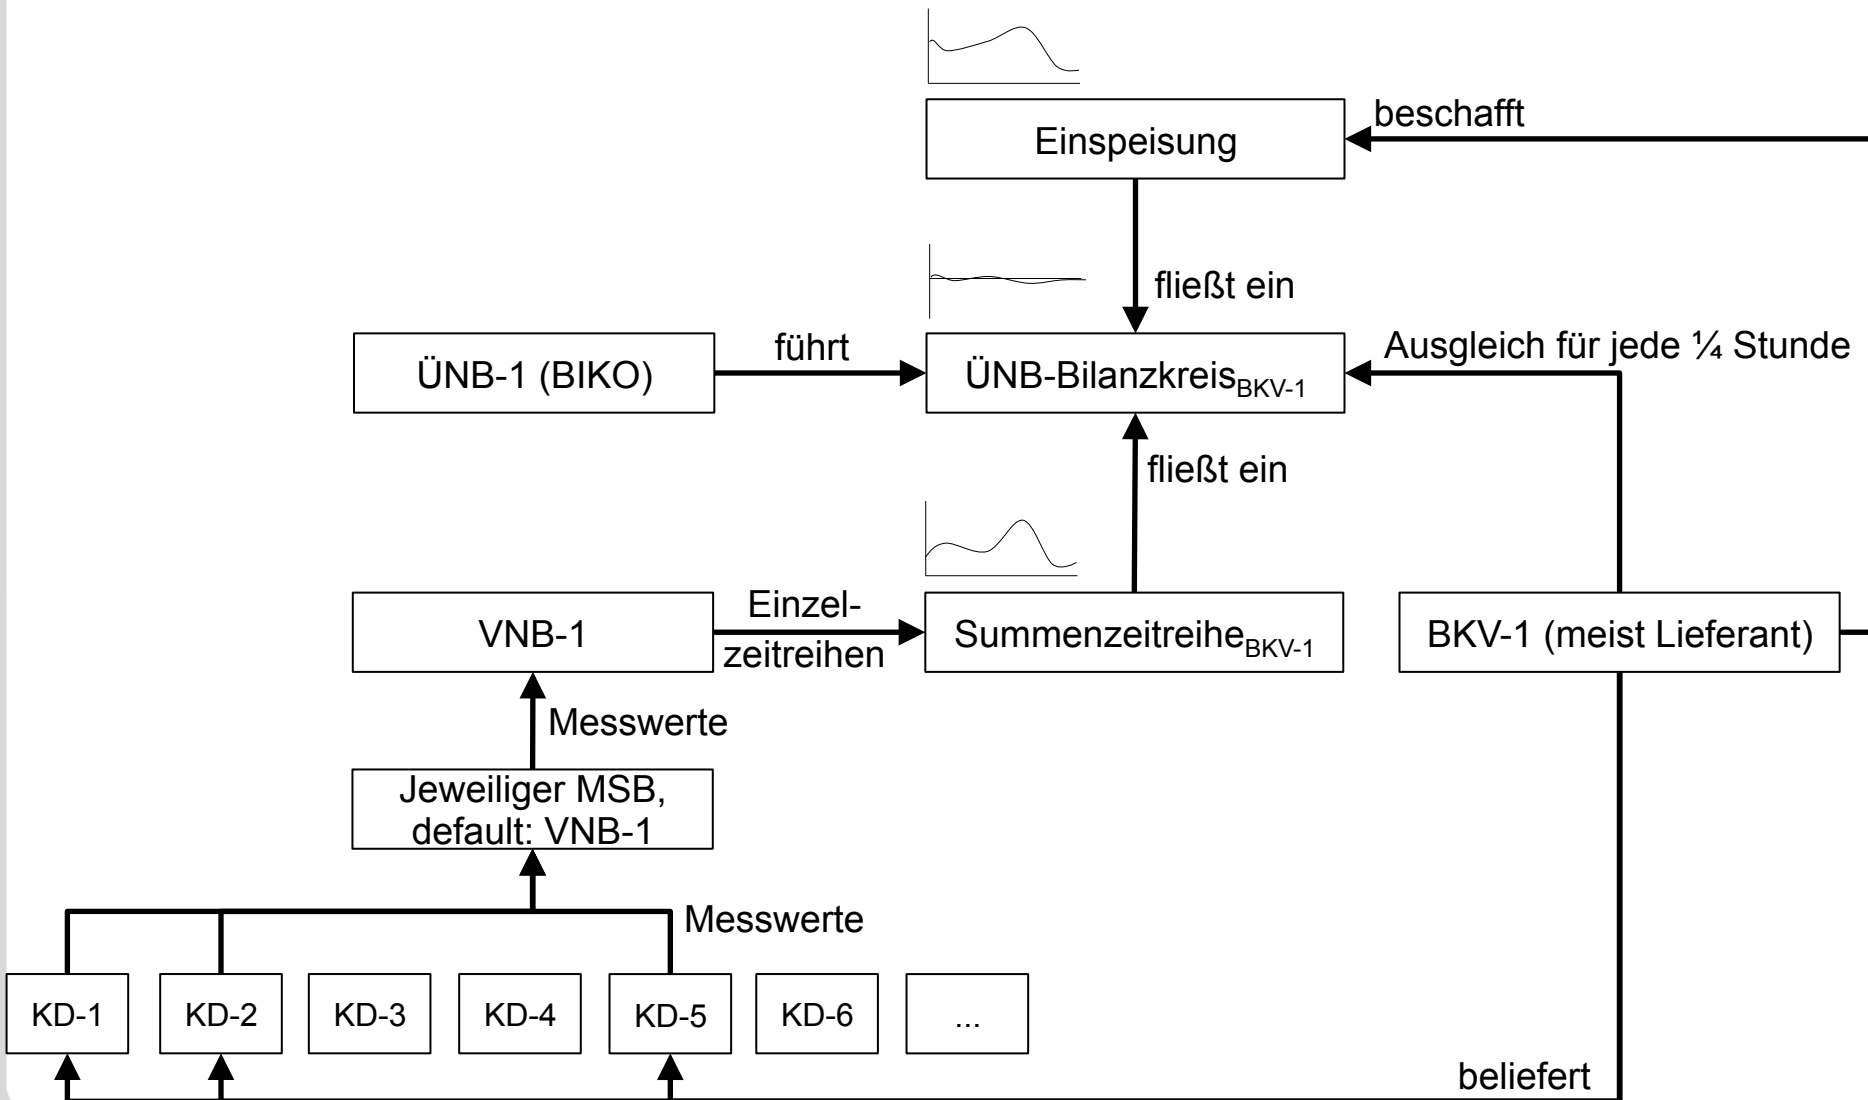 beschafft
Einspeisung
fließt ein
führt
Ausgleich für jede ¼ Stunde
ÜNB-1 (BIKO)
ÜNB-Bilanzkreis BKV-1
fließt ein
Einzel-
zeitreihen
VNB-1
Summenzeitreihe BKV-1
BKV-1 (meist Lieferant)
Messwerte
Jeweiliger MSB,
default: VNB-1
Messwerte
KD-1
KD-2
KD-3
KD-4
KD-5
KD-6
...
beliefert